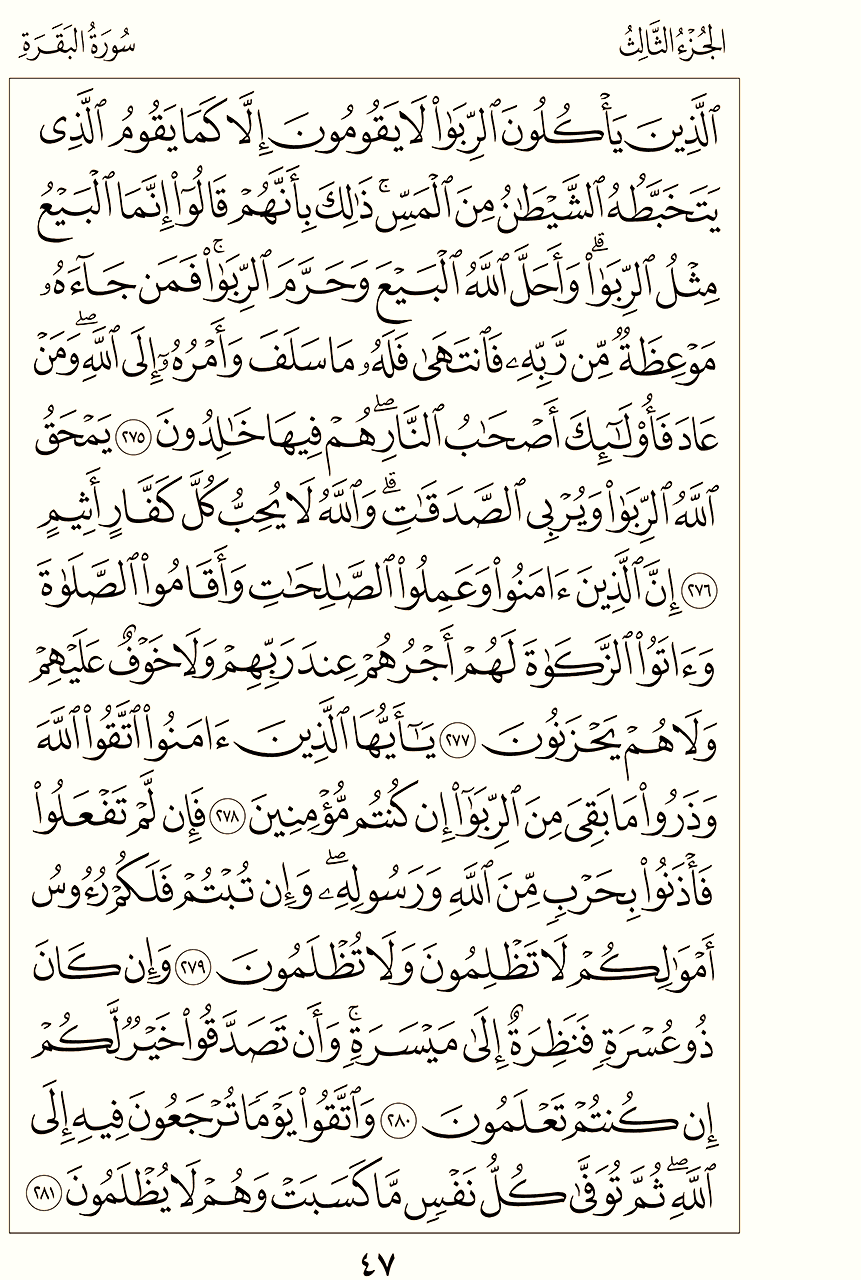 الجُزْءُ الثَّالِثُ
سُورَةُ البَقَرَةِ
ٱلَّذِينَ يَأْكُلُونَ ٱلرِّبَوٰا۟ لَا يَقُومُونَ إِلَّا كَمَا يَقُومُ ٱلَّذِى
يَتَخَبَّطُهُ ٱلشَّيْطَٰنُ مِنَ ٱلْمَسِّ ۚ ذَٰلِكَ بِأَنَّهُمْ قَالُوٓا۟ إِنَّمَا ٱلْبَيْعُ
مِثْلُ ٱلرِّبَوٰا۟ ۗ وَأَحَلَّ ٱللَّهُ ٱلْبَيْعَ وَحَرَّمَ ٱلرِّبَوٰا۟ ۚ فَمَن جَآءَهُۥ
مَوْعِظَةٌ مِّن رَّبِّهِۦ فَٱنتَهَىٰ فَلَهُۥ مَا سَلَفَ وَأَمْرُهُۥٓ إِلَى ٱللَّهِ ۖ وَمَنْ
عَادَ فَأُو۟لَٰٓئِكَ أَصْحَٰبُ ٱلنَّارِ ۖ هُمْ فِيهَا خَٰلِدُونَ ٢٧٥ يَمْحَقُ
ٱللَّهُ ٱلرِّبَوٰا۟ وَيُرْبِى ٱلصَّدَقَٰتِ ۗ وَٱللَّهُ لَا يُحِبُّ كُلَّ كَفَّارٍ أَثِيمٍ
٢٧٦ إِنَّ ٱلَّذِينَ ءَامَنُوا۟ وَعَمِلُوا۟ ٱلصَّٰلِحَٰتِ وَأَقَامُوا۟ ٱلصَّلَوٰةَ
وَءَاتَوُا۟ ٱلزَّكَوٰةَ لَهُمْ أَجْرُهُمْ عِندَ رَبِّهِمْ وَلَا خَوْفٌ عَلَيْهِمْ
وَلَا هُمْ يَحْزَنُونَ ٢٧٧ يَٰٓأَيُّهَا ٱلَّذِينَ ءَامَنُوا۟ ٱتَّقُوا۟ ٱللَّهَ
وَذَرُوا۟ مَا بَقِىَ مِنَ ٱلرِّبَوٰٓا۟ إِن كُنتُم مُّؤْمِنِينَ ٢٧٨ فَإِن لَّمْ تَفْعَلُوا۟
فَأْذَنُوا۟ بِحَرْبٍ مِّنَ ٱللَّهِ وَرَسُولِهِۦ ۖ وَإِن تُبْتُمْ فَلَكُمْ رُءُوسُ
أَمْوَٰلِكُمْ لَا تَظْلِمُونَ وَلَا تُظْلَمُونَ ٢٧٩ وَإِن كَانَ
ذُو عُسْرَةٍ فَنَظِرَةٌ إِلَىٰ مَيْسَرَةٍ ۚ وَأَن تَصَدَّقُوا۟ خَيْرٌ لَّكُمْ
إِن كُنتُمْ تَعْلَمُونَ ٢٨٠ وَٱتَّقُوا۟ يَوْمًا تُرْجَعُونَ فِيهِ إِلَى
ٱللَّهِ ۖ ثُمَّ تُوَفَّىٰ كُلُّ نَفْسٍ مَّا كَسَبَتْ وَهُمْ لَا يُظْلَمُونَ ٢٨١
٤٧